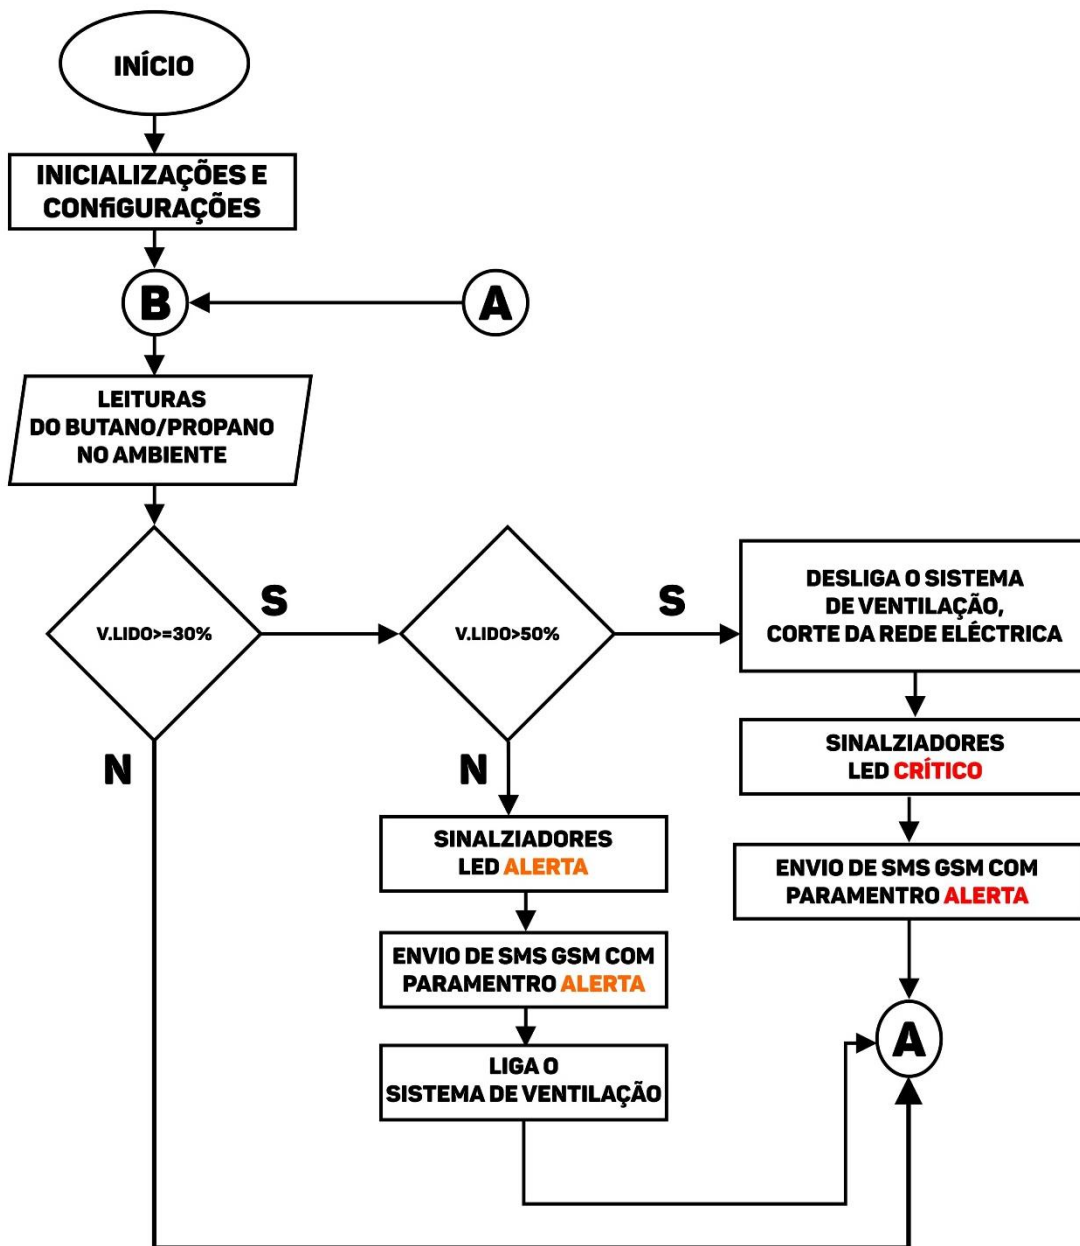 INÍCIO
INICIALIZAÇÕES E
CONfiGURAÇÕES
B
A
LEITURAS
DO BUTANO/PROPANO
NO AMBIENTE
V.LIDO>=30%
S
V.LIDO>50%
S
DESLIGA O SISTEMA
DE VENTILAÇÃO,
CORTE DA REDE ELÉCTRICA
N
N
SINALZIADORES
LED CRÍTICO
SINALZIADORES
LED ALERTA
ENVIO DE SMS GSM COM
PARAMENTRO ALERTA
ENVIO DE SMS GSM COM
PARAMENTRO ALERTA
A
LIGA O
SISTEMA DE VENTILAÇÃO